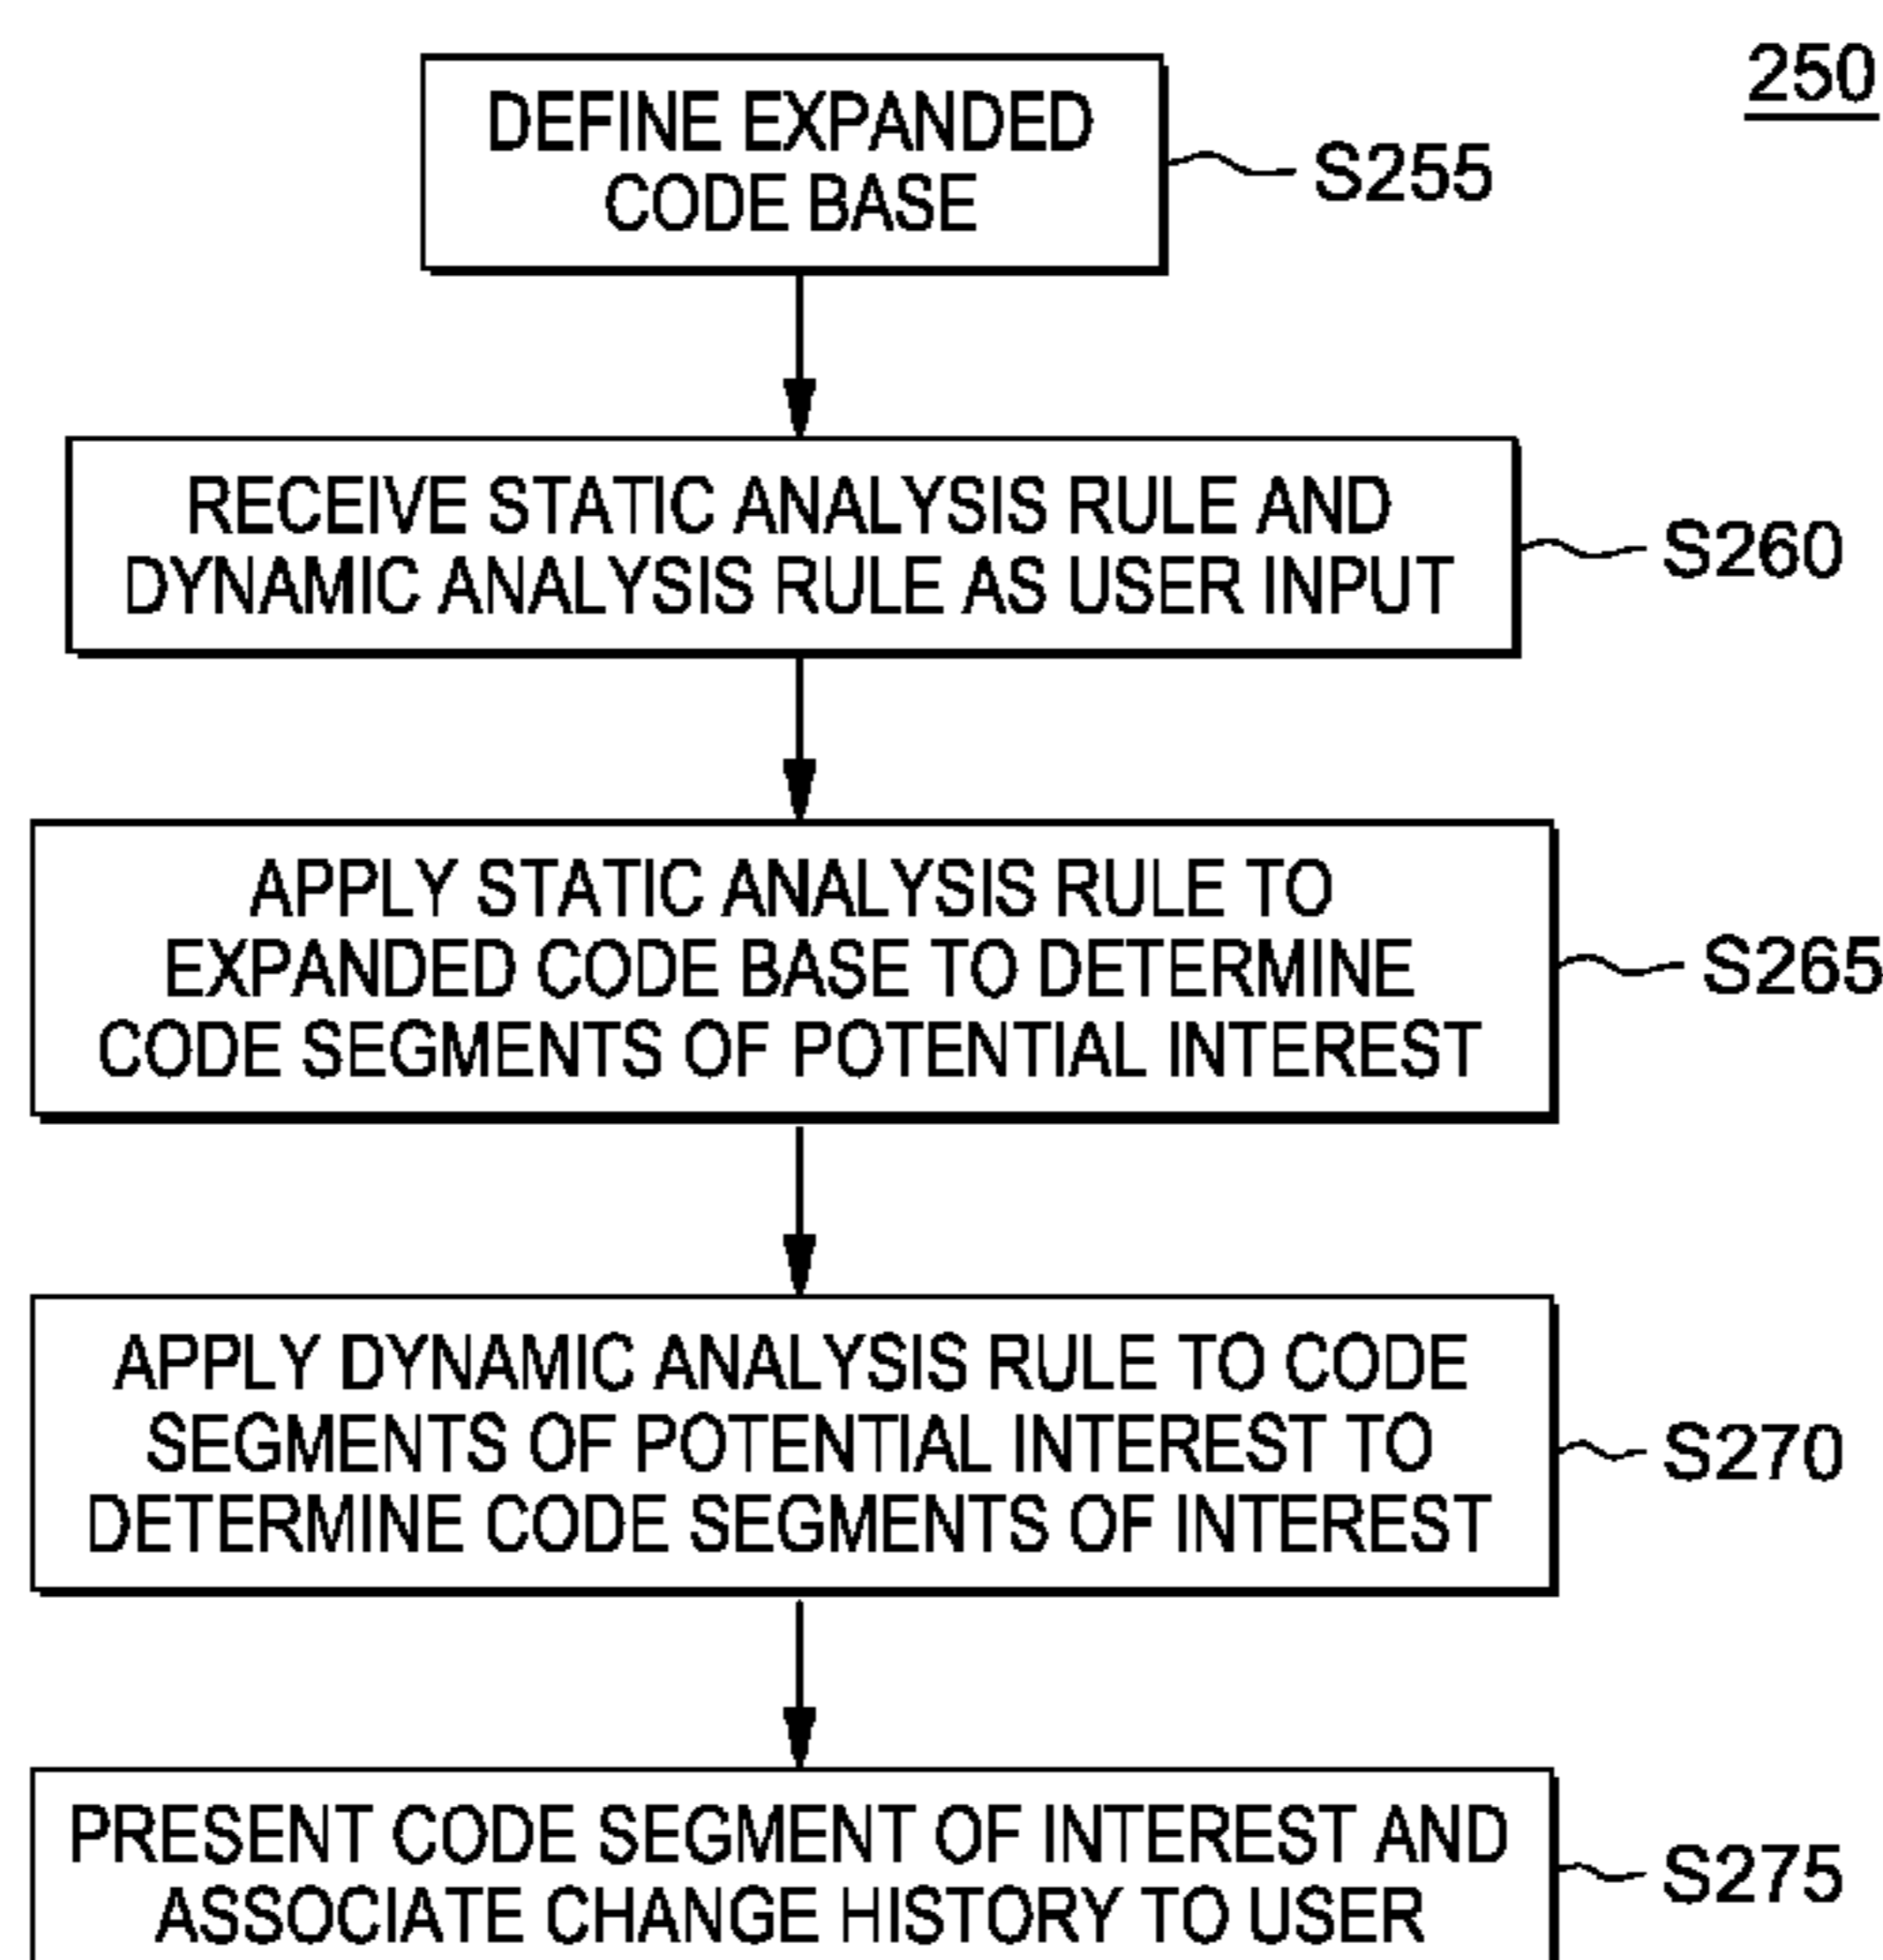 250
DEFINE EXPANDED
CODE BASE
S255
RECEIVE STATIC ANALYSIS RULE AND
DYNAMIC ANALYSIS RULE AS USER INPUT
S260
APPLY STATIC ANALYSIS RULE TO
EXPANDED CODE BASE TO DETERMINE
CODE SEGMENTS OF POTENTIAL INTEREST
S265
APPLY DYNAMIC ANALYSIS RULE TO CODE
SEGMENTS OF POTENTIAL INTEREST TO
DETERMINE CODE SEGMENTS OF INTEREST
S270
PRESENT CODE SEGMENT OF INTEREST AND
ASSOCIATE CHANGE HISTORY TO USER
S275